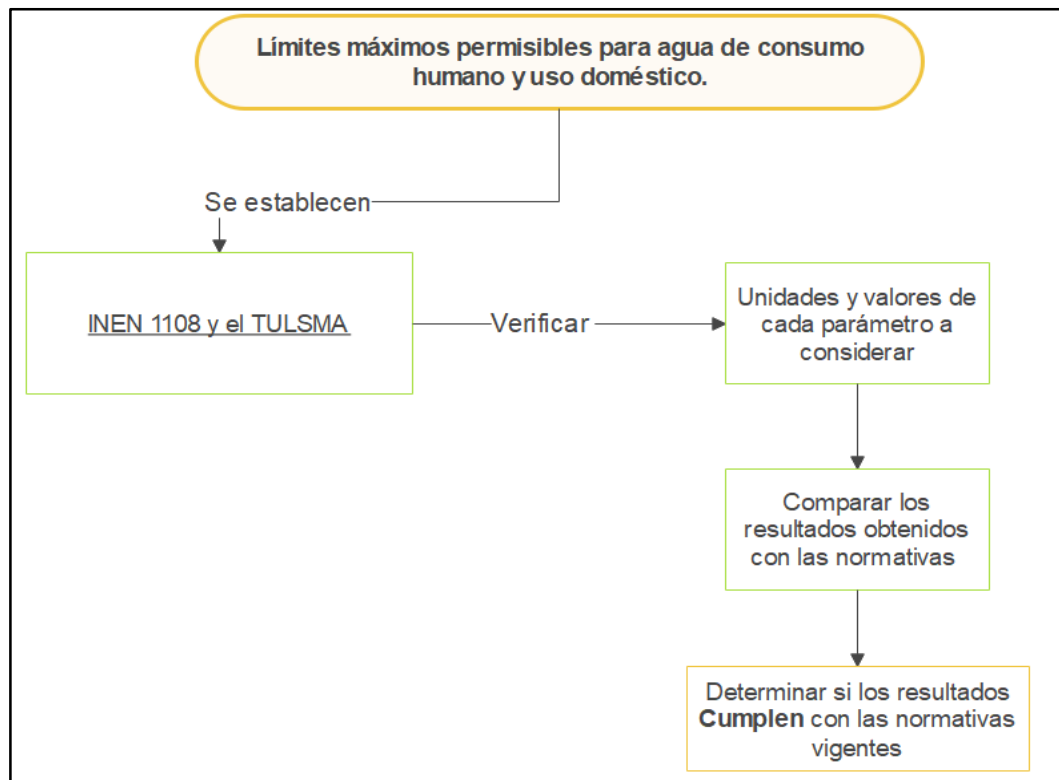 Límites máximos permisibles para agua de consumo
humano y uso doméstico.
Se establecen
INEN 1108 y el TULSMA
Verificar
Unidades y valores de
cada parámetro a
considerar
Comparar los
resultados obtenidos
con las normativas
Determinar si los resultados
Cumplen con las normativas
vigentes